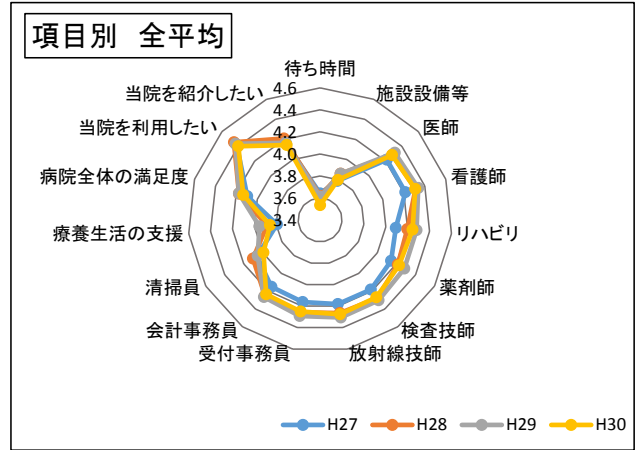 項目別 全平均
待ち時間
施設設備等
医師
看護師
リハビリ
薬剤師
検査技師
放射線技師
受付事務員
会計事務員
清掃員
療養生活の支援
病院全体の満足度
当院を利用したい
当院を紹介したい
4.6
4.4
4.2
4.0
3.8
3.6
3.4
H27 H28 H29 H30